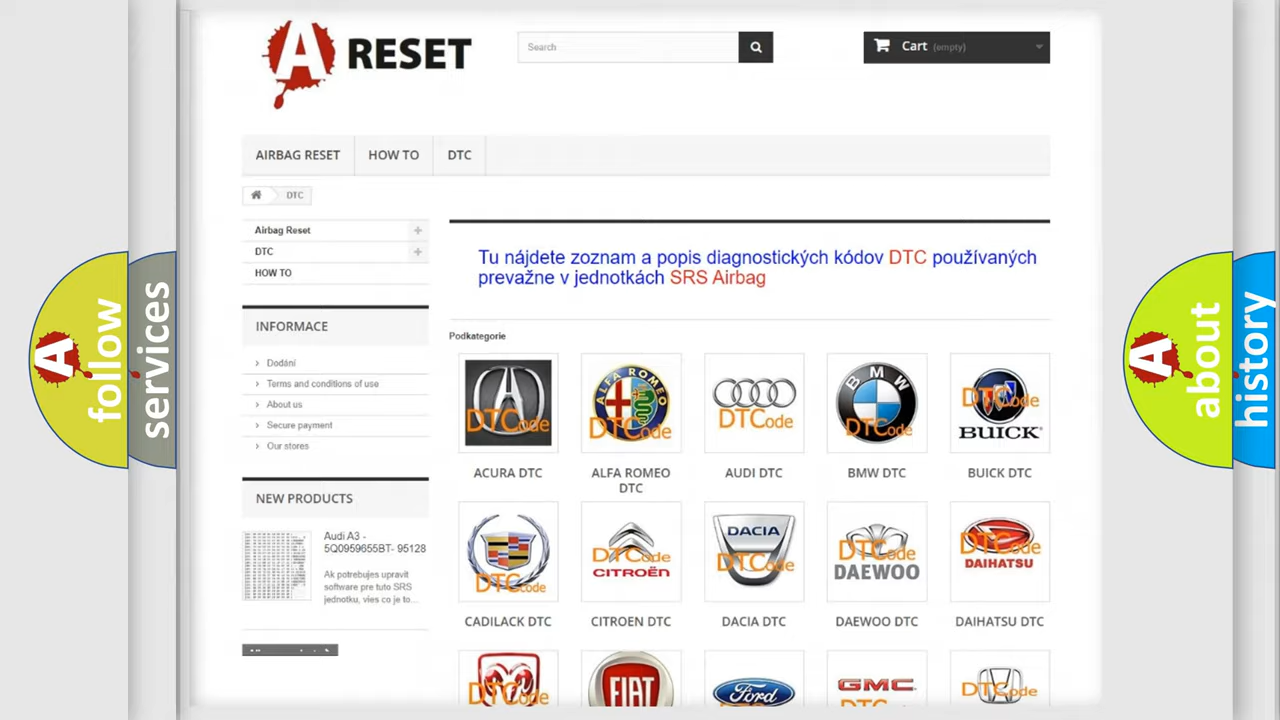 A RESET
Search
Cart (empty)
AIRBAG RESET
HOW TO
DTC
DTC
Airbag Reset
DTC
HOW TO
INFORMACE
Dodání
Terms and conditions of use
About us
Secure payment
Our stores
NEW PRODUCTS
Audi A3 -
5Q0959655BT- 95128
Ak potrebujes upravit
software pre tuto SRS
jednotku, vies co je to...
Tu nájdete zoznam a popis diagnostických kódov DTC používaných
prevažne v jednotkách SRS Airbag
Podkategorie
DTCode
ALFA ROMEO
DTCode
DTCode
BMW
DTCode
DTCode
BUICK
ACURA DTC
ALFA ROMEO
DTC
AUDI DTC
BMW DTC
BUICK DTC
DTCode
DTCode
CITROËN
DACIA
DTCode
DTCode
DAEWOO
DTCode
DAIHATSU
CADILACK DTC
CITROEN DTC
DACIA DTC
DAEWOO DTC
DAIHATSU DTC
DTCode
FIAT
Ford
GMC
DTCode
A follow
services
A about
history